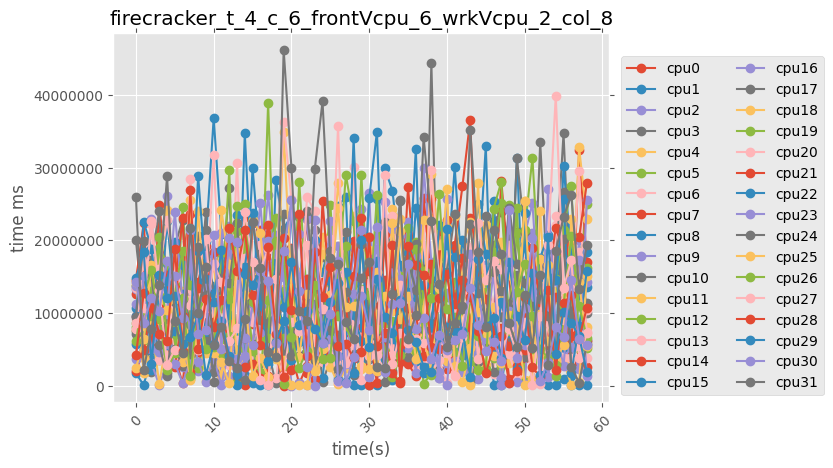 firecracker_t_4_c_6_frontVcpu_6_wrkVcpu_2_col_8
time ms
40000000
30000000
20000000
10000000
0
0
10
20
30
40
50
60
time(s)
cpu0
cpu1
cpu2
cpu3
cpu4
cpu5
cpu6
cpu7
cpu8
cpu9
cpu10
cpu11
cpu12
cpu13
cpu14
cpu15
cpu16
cpu17
cpu18
cpu19
cpu20
cpu21
cpu22
cpu23
cpu24
cpu25
cpu26
cpu27
cpu28
cpu29
cpu30
cpu31